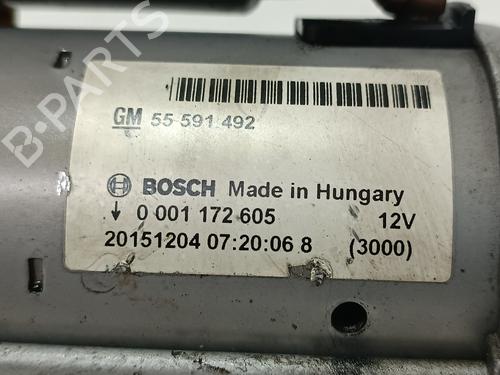 B-PARTS
GM 55 591 492
BOSCH Made in Hungary
0 001 172 605 12V
20151204 07:20:06 8 (3000)